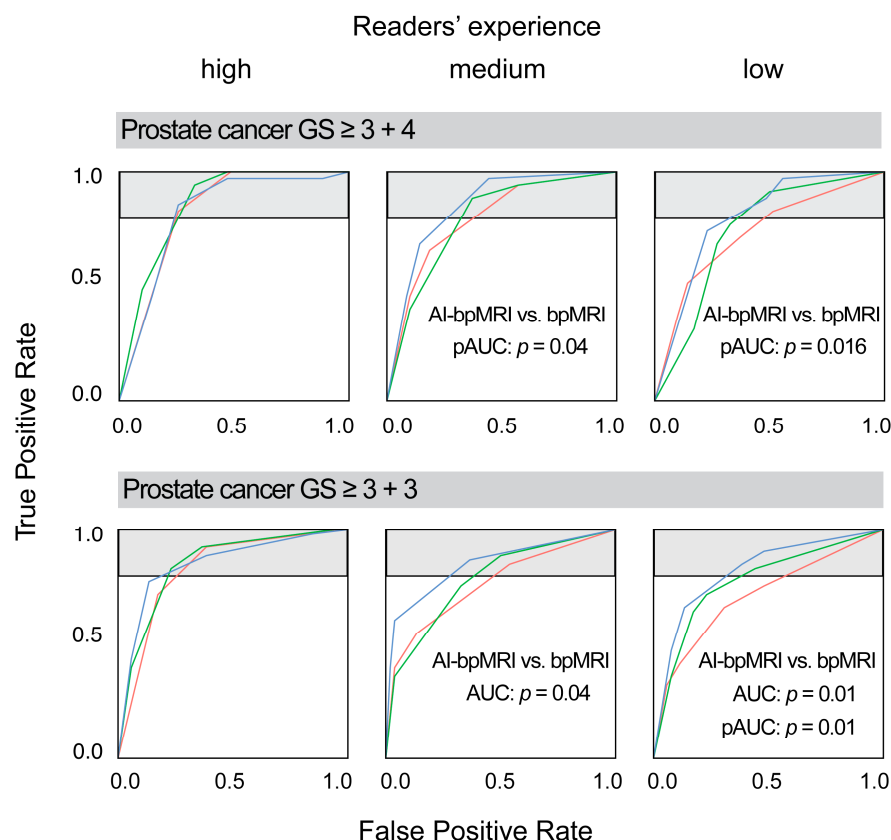 Readers’ experience
high medium low
Prostate cancer GS ≥ 3 + 4
1.0
0.5
0.0
AI-bpMRI vs. bpMRI
pAUC: p = 0.04
AI-bpMRI vs. bpMRI
pAUC: p = 0.016
0.0 0.5 1.0 0.0 0.5 1.0 0.0 0.5 1.0
True Positive Rate
Prostate cancer GS ≥ 3 + 3
1.0
0.5
0.0
AI-bpMRI vs. bpMRI
AUC: p = 0.04
AI-bpMRI vs. bpMRI
AUC: p = 0.01
pAUC: p = 0.01
0.0 0.5 1.0 0.0 0.5 1.0 0.0 0.5 1.0
False Positive Rate